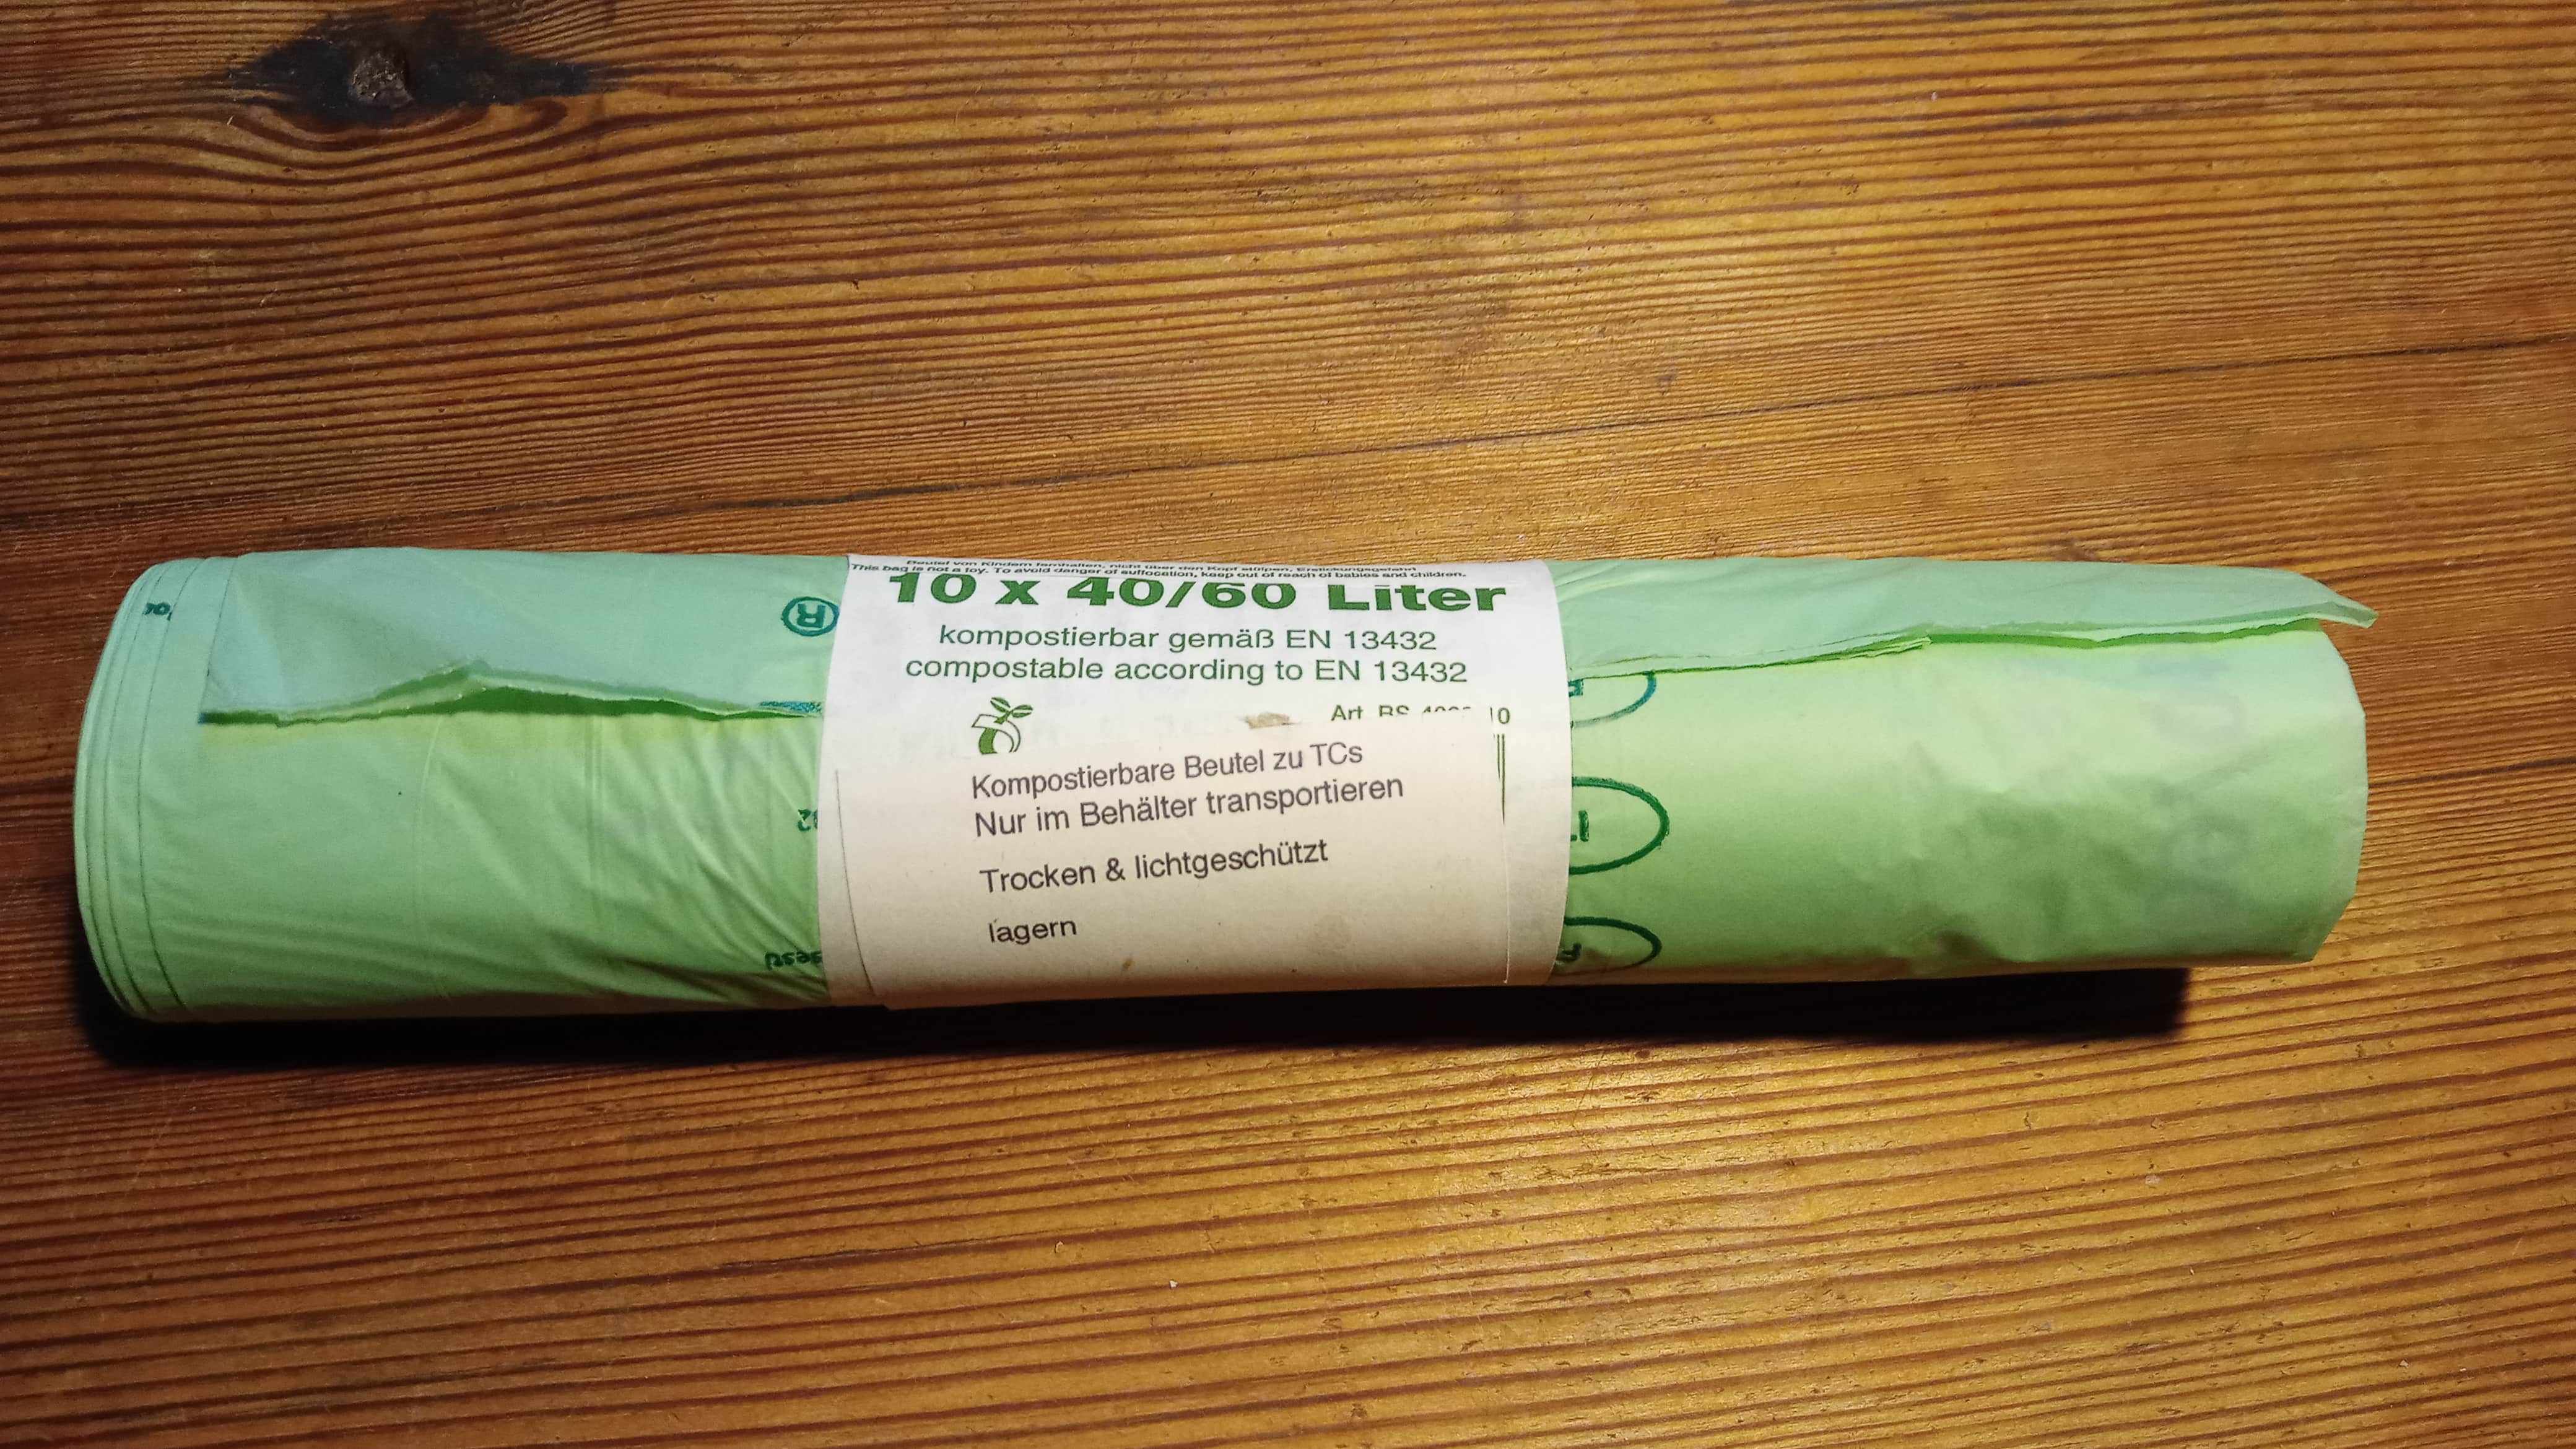 Beutel von Kindern fernhalten, nicht über den Kopf stülpen, Erstickungsgefahr!
This bag is not a toy. To avoid danger of suffocation, keep out of reach of babies and children.
10 x 40/60 Liter
kompostierbar gemäß EN 13432
compostable according to EN 13432
Art
Kompostierbare Beutel zu TCs
Nur im Behälter transportieren
Trocken & lichtgeschützt
lagern
®